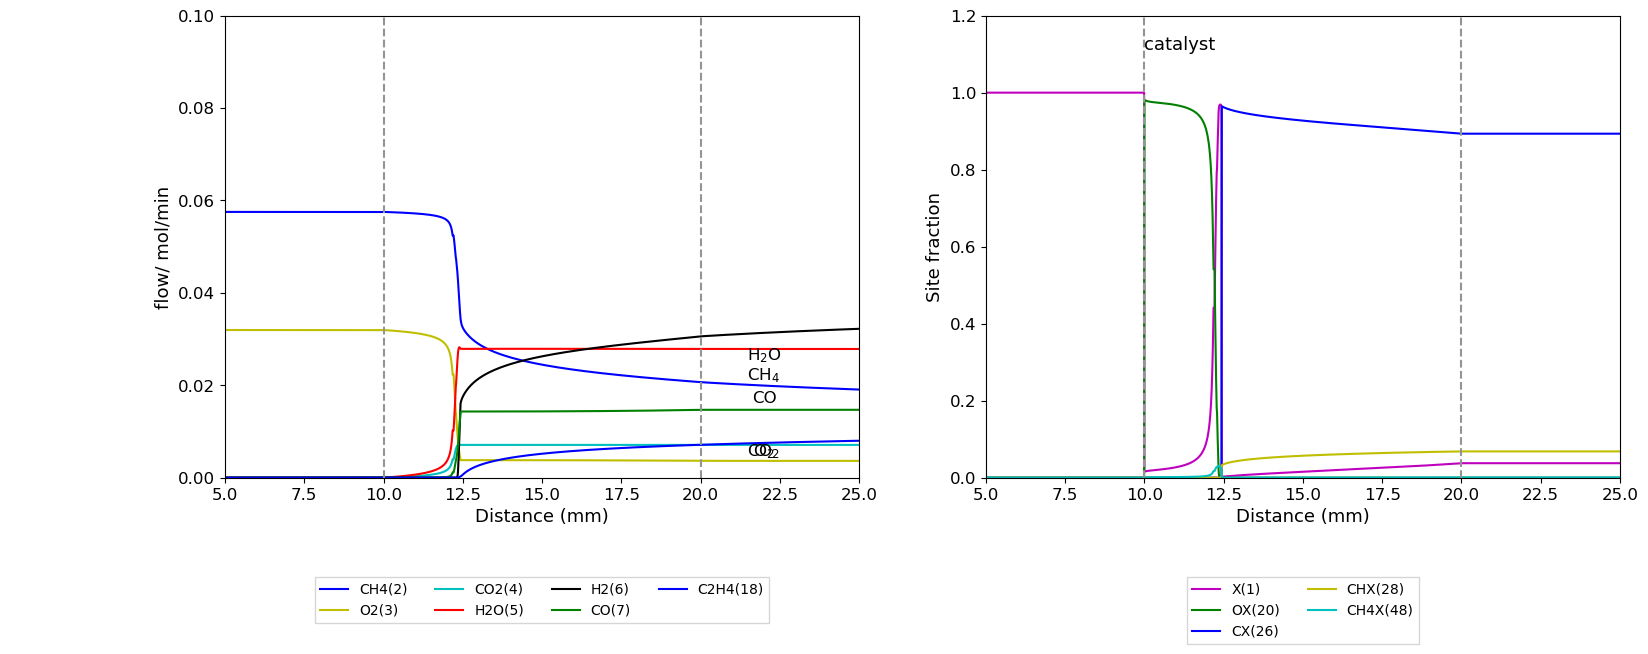 0.10
0.08
0.06
0.04
0.02
0.00
flow/ mol/min
H₂O
CH₄
CO
5.0 7.5 10.0 12.5 15.0 17.5 20.0 22.5 25.0
Distance (mm)
CH4(2) CO2(4) H2(6) C2H4(18)
O2(3) H2O(5) CO(7)
1.2
1.0
0.8
0.6
0.4
0.2
0.0
Site fraction
catalyst
5.0 7.5 10.0 12.5 15.0 17.5 20.0 22.5 25.0
Distance (mm)
X(1) CHX(28)
OX(20) CH4X(48)
CX(26)